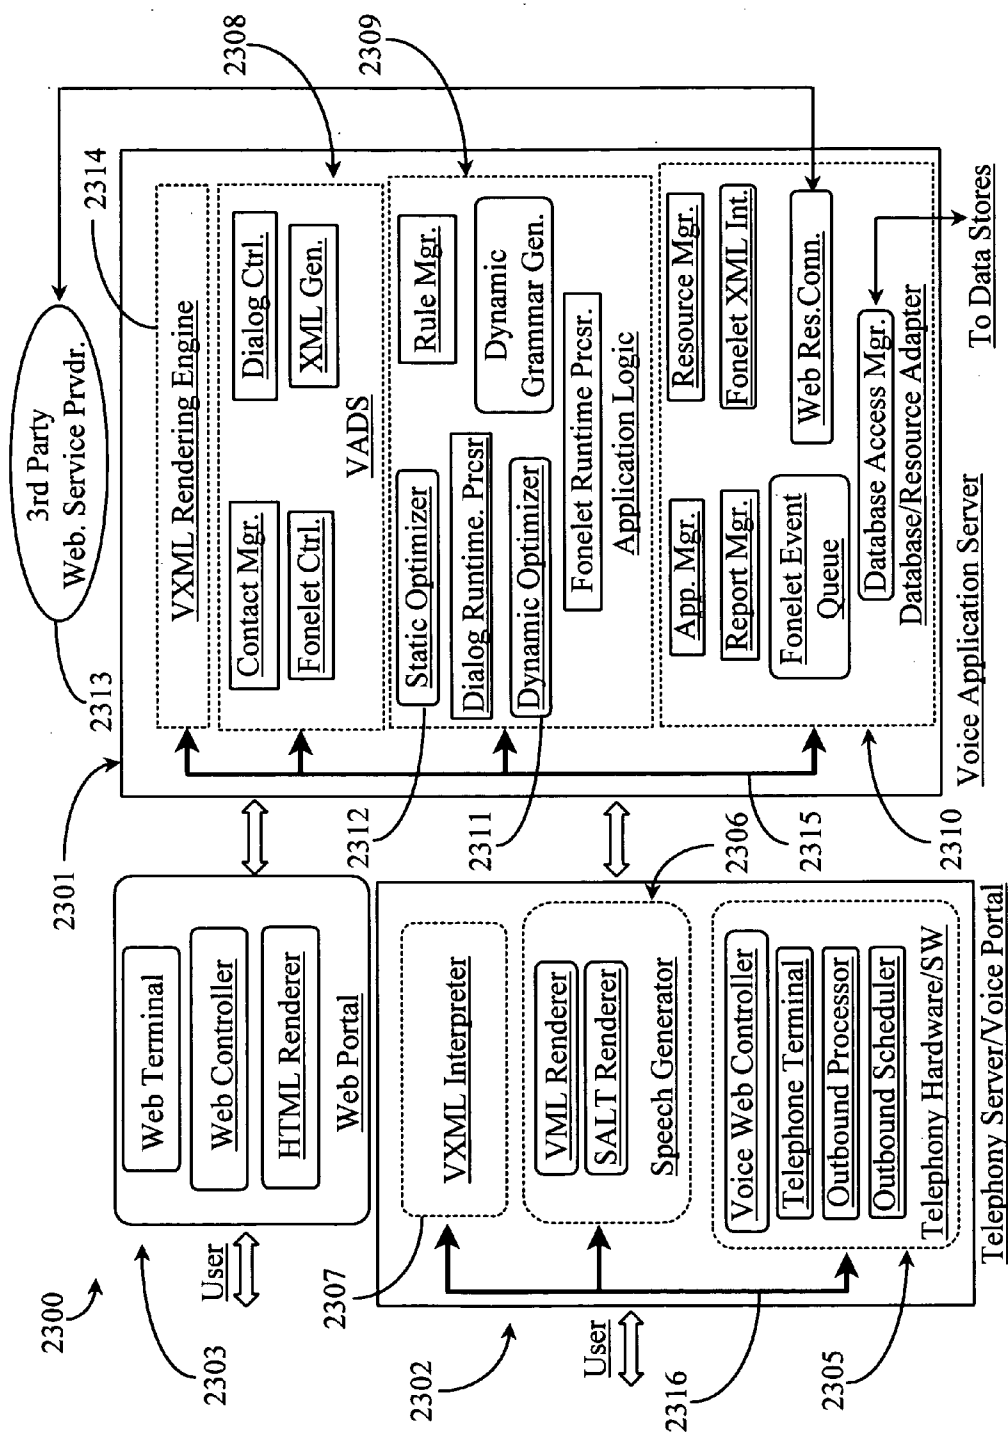 2300
2303
User
Web Terminal
Web Controller
HTML Renderer
Web Portal
2302
User
2307
VXML Interpreter
VML Renderer
SALT Renderer
Speech Generator
2306
Voice Web Controller
Telephone Terminal
Outbound Processor
Outbound Scheduler
Telephony Hardware/SW
2316
2305
Telephony Server/Voice Portal
2301
2313
3rd Party
Web. Service Prvdr.
2314
VXML Rendering Engine
Contact Mgr.
Dialog Ctrl.
Fonelet Ctrl.
XML Gen.
VADS
2308
2312
Static Optimizer
Rule Mgr.
Dialog Runtime. Prcsr
Dynamic
Grammar Gen.
2311
Dynamic Optimizer
Fonelet Runtime Prcsr.
Application Logic
2309
App. Mgr.
Resource Mgr.
Report Mgr.
Fonelet XML Int.
Fonelet Event
Queue
Web Res.Conn.
Database Access Mgr.
Database/Resource Adapter
2315
2310
Voice Application Server
To Data Stores